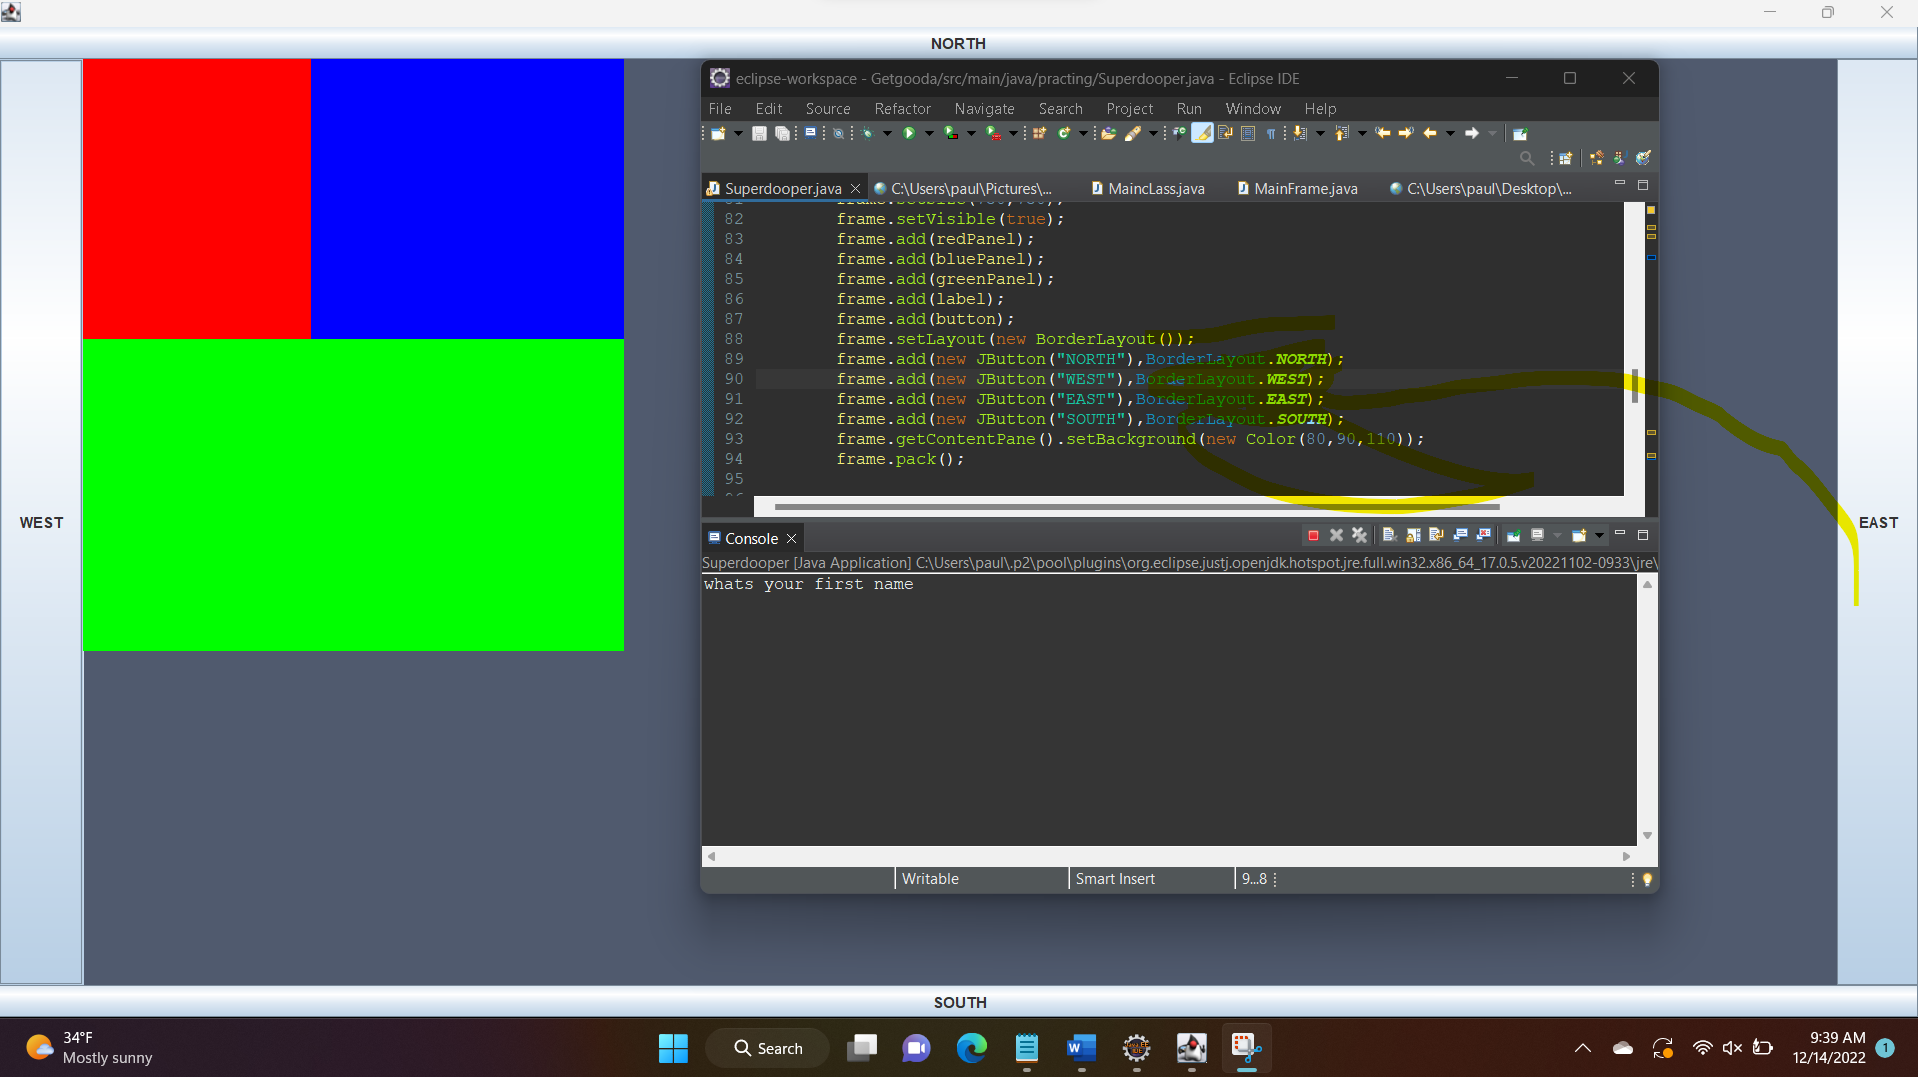 NORTH
eclipse-workspace - Getgooda/src/main/java/practing/Superdooper.java - Eclipse IDE
File Edit Source Refactor Navigate Search Project Run Window Help
Superdooper.java C:\Users\paul\Pictures\... MaincLass.java MainFrame.java C:\Users\paul\Desktop\...
82 frame.setVisible(true);
83 frame.add(redPanel);
84 frame.add(bluePanel);
85 frame.add(greenPanel);
86 frame.add(label);
87 frame.add(button);
88 frame.setLayout(new BorderLayout());
89 frame.add(new JButton("NORTH"),BorderLayout.NORTH);
90 frame.add(new JButton("WEST"),BorderLayout.WEST);
91 frame.add(new JButton("EAST"),BorderLayout.EAST);
92 frame.add(new JButton("SOUTH"),BorderLayout.SOUTH);
93 frame.getContentPane().setBackground(new Color(80,90,110));
94 frame.pack();
95
WEST
EAST
Console
Superdooper [Java Application] C:\Users\paul\.p2\pool\plugins\org.eclipse.justj.openjdk.hotspot.jre.full.win32.x86_64_17.0.5.v20221102-0933\jre\
whats your first name
Writable Smart Insert 9...8
SOUTH
34°F
Mostly sunny
Search
9:39 AM
12/14/2022
1